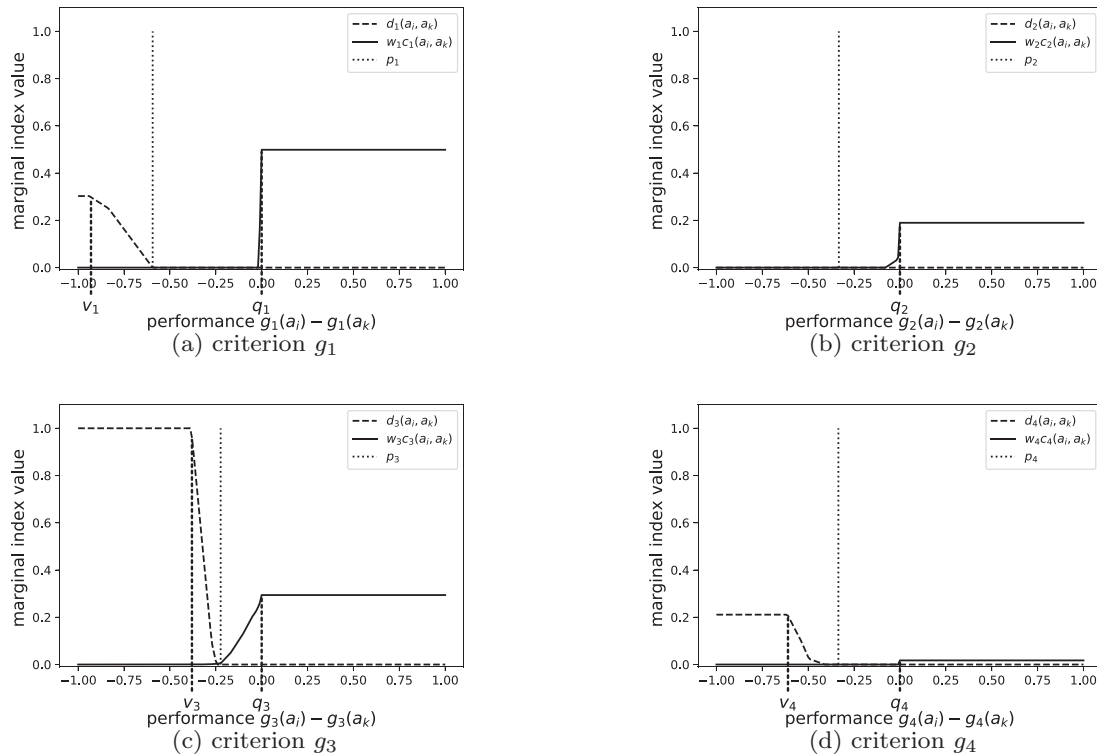 1.0
0.8
0.6
0.4
0.2
0.0
marginal index value
d₁(aᵢ, aₖ)
w₁c₁(aᵢ, aₖ)
p₁
−1.00 −0.75 −0.50 −0.25 0.00 0.25 0.50 0.75 1.00
v₁ q₁
performance g₁(aᵢ) − g₁(aₖ)
(a) criterion g₁
1.0
0.8
0.6
0.4
0.2
0.0
marginal index value
d₂(aᵢ, aₖ)
w₂c₂(aᵢ, aₖ)
p₂
−1.00 −0.75 −0.50 −0.25 0.00 0.25 0.50 0.75 1.00
q₂
performance g₂(aᵢ) − g₂(aₖ)
(b) criterion g₂
1.0
0.8
0.6
0.4
0.2
0.0
marginal index value
d₃(aᵢ, aₖ)
w₃c₃(aᵢ, aₖ)
p₃
−1.00 −0.75 −0.50 −0.25 0.00 0.25 0.50 0.75 1.00
v₃ q₃
performance g₃(aᵢ) − g₃(aₖ)
(c) criterion g₃
1.0
0.8
0.6
0.4
0.2
0.0
marginal index value
d₄(aᵢ, aₖ)
w₄c₄(aᵢ, aₖ)
p₄
−1.00 −0.75 −0.50 −0.25 0.00 0.25 0.50 0.75 1.00
v₄ q₄
performance g₄(aᵢ) − g₄(aₖ)
(d) criterion g₄